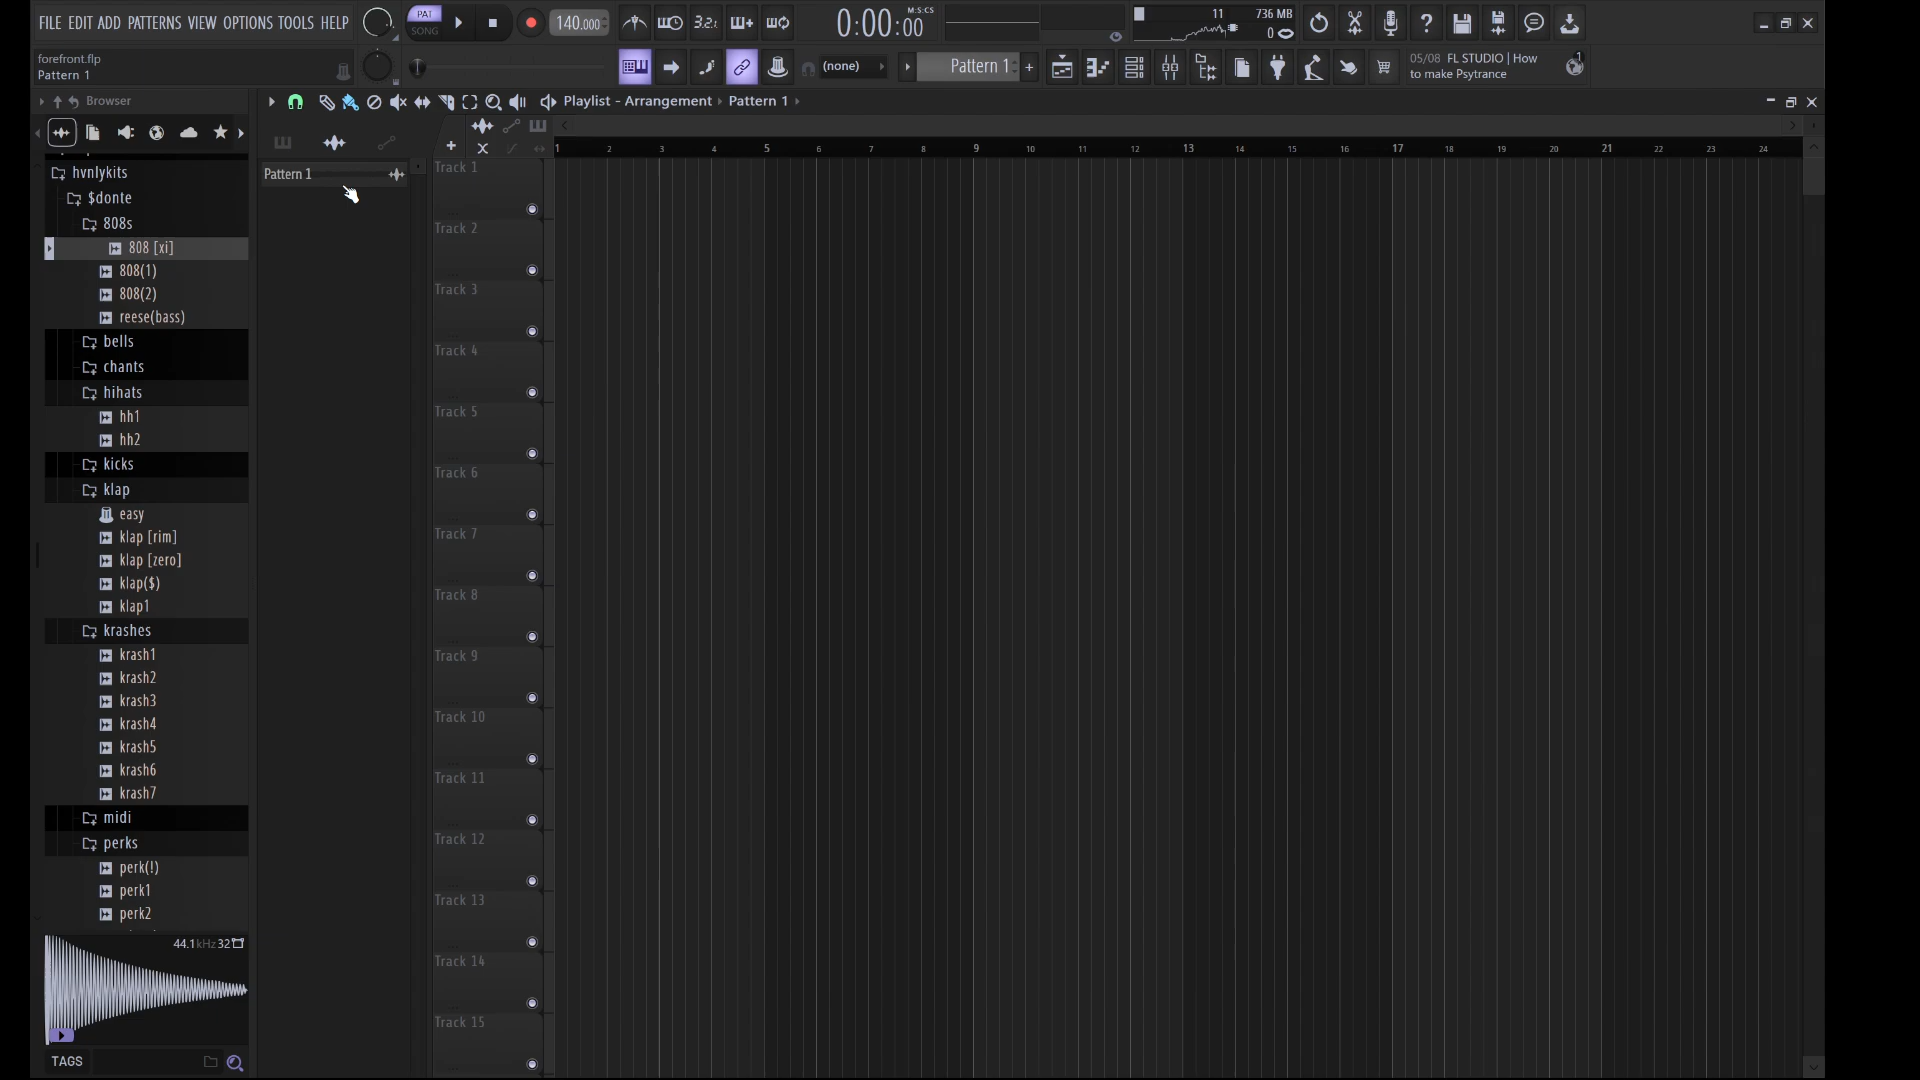 FILE EDIT ADD PATTERNS VIEW OPTIONS TOOLS HELP
PAT
SONG
140.000
3.2.
0:00:00
M:S:CS
11
736 MB
0
forefront.flp
Pattern 1
(none)
Pattern 1
05/08 FL STUDIO | How
to make Psytrance
Browser
Playlist - Arrangement
Pattern 1
1 2 3 4 5 6 7 8 9 10 11 12 13 14 15 16 17 18 19 20 21 22 23 24
hvnlykits
$donte
808s
808 [xi]
808(1)
808(2)
reese(bass)
bells
chants
hihats
hh1
hh2
kicks
klap
easy
klap [rim]
klap [zero]
klap($)
klap1
krashes
krash1
krash2
krash3
krash4
krash5
krash6
krash7
midi
perks
perk(!)
perk1
perk2
44.1kHz 32
TAGS
Pattern 1
Track 1
Track 2
Track 3
Track 4
Track 5
Track 6
Track 7
Track 8
Track 9
Track 10
Track 11
Track 12
Track 13
Track 14
Track 15